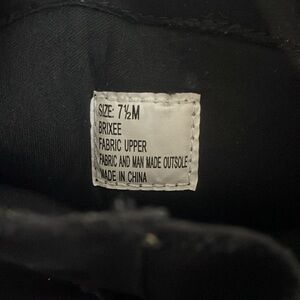 SIZE: 7½M
BRIXEE
FABRIC UPPER
FABRIC AND MAN MADE OUTSOLE
MADE IN CHINA